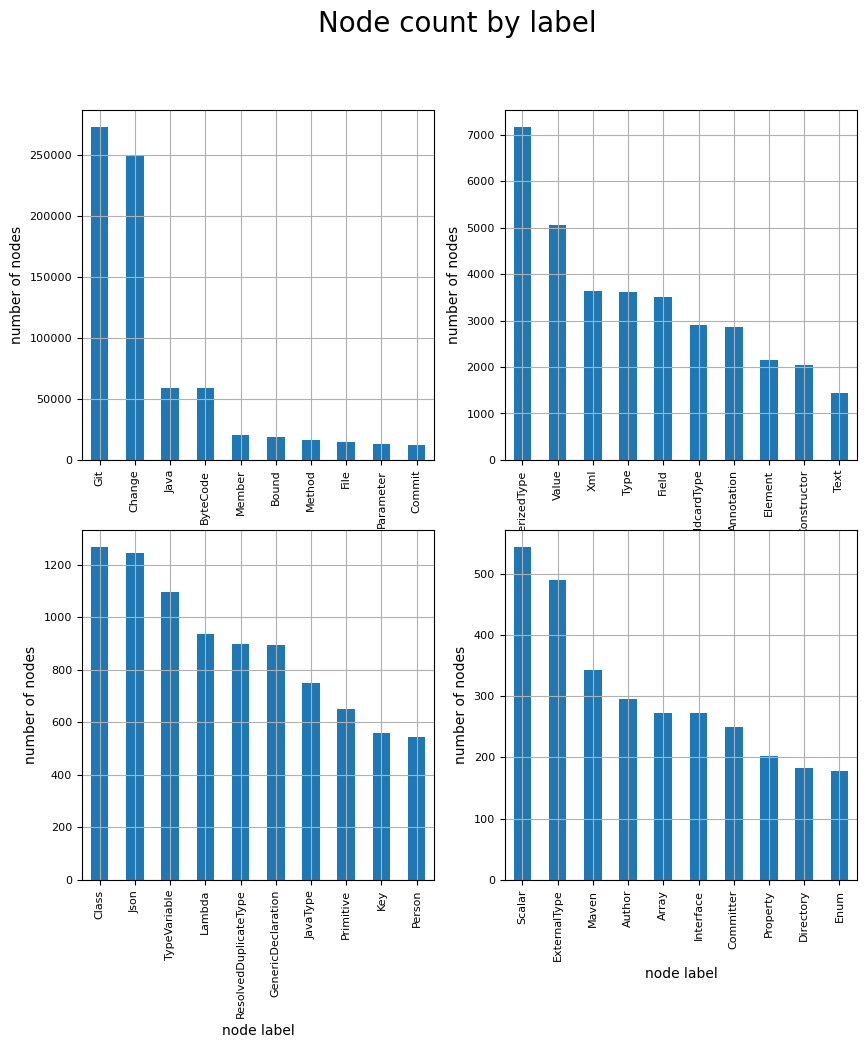 Node count by label
number of nodes
250000
200000
150000
100000
50000
0
Git
Change
Java
ByteCode
Member
Bound
Method
File
Parameter
Commit
number of nodes
7000
6000
5000
4000
3000
2000
1000
0
erizedType
Value
Xml
Type
Field
ldcardType
Annotation
Element
Constructor
Text
number of nodes
1200
1000
800
600
400
200
0
Class
Json
TypeVariable
Lambda
ResolvedDuplicateType
GenericDeclaration
JavaType
Primitive
Key
Person
node label
number of nodes
500
400
300
200
100
0
Scalar
ExternalType
Maven
Author
Array
Interface
Committer
Property
Directory
Enum
node label